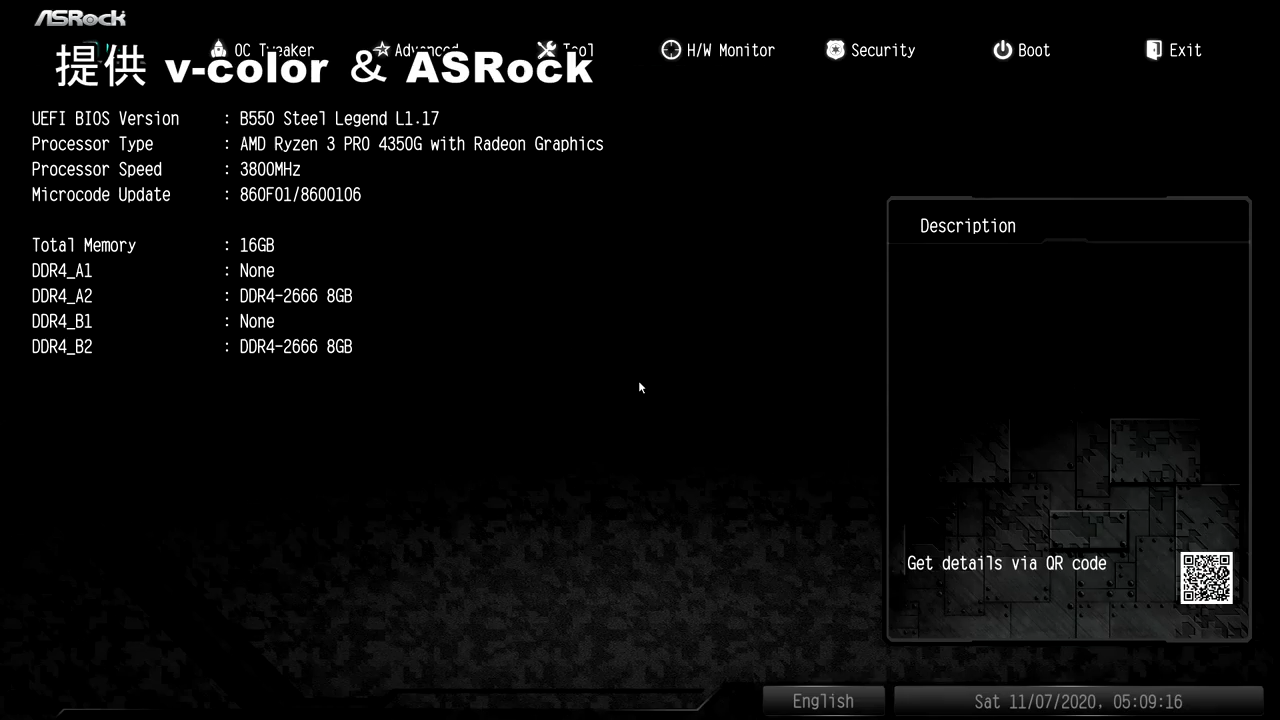 ASRock
OC Tweaker Advanced Tool H/W Monitor Security Boot Exit
提供 v-color & ASRock
UEFI BIOS Version : B550 Steel Legend L1.17
Processor Type : AMD Ryzen 3 PRO 4350G with Radeon Graphics
Processor Speed : 3800MHz
Microcode Update : 860F01/8600106
Total Memory : 16GB
DDR4_A1 : None
DDR4_A2 : DDR4-2666 8GB
DDR4_B1 : None
DDR4_B2 : DDR4-2666 8GB
Description
Get details via QR code
English
Sat 11/07/2020, 05:09:16